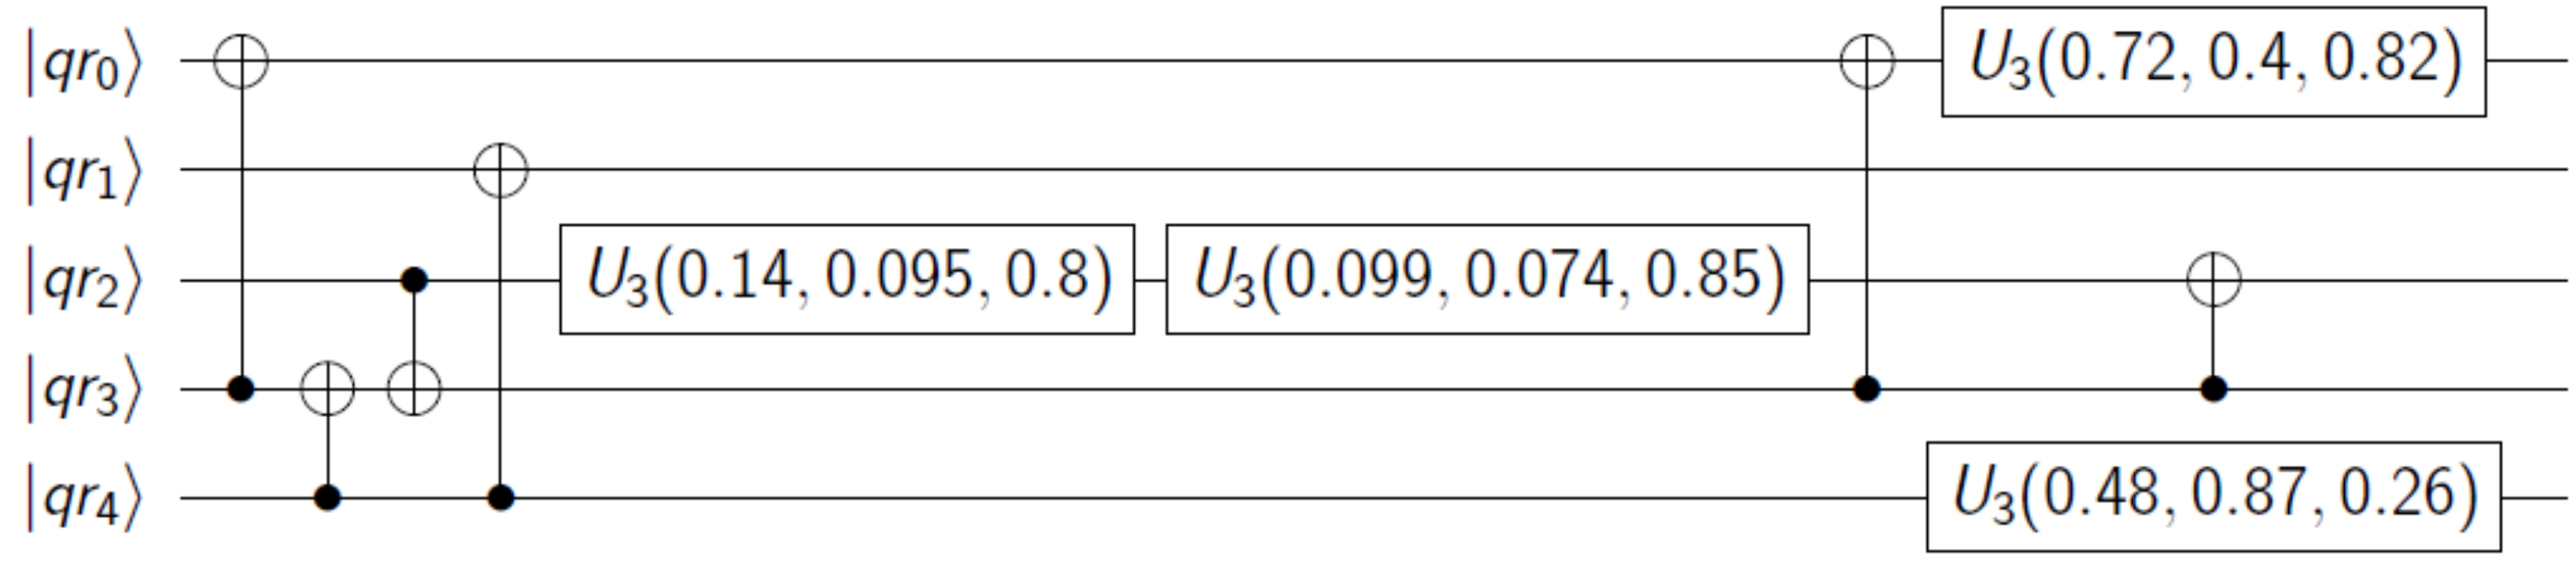 |qr₀⟩ U₃(0.72, 0.4, 0.82)
|qr₁⟩
|qr₂⟩ U₃(0.14, 0.095, 0.8) U₃(0.099, 0.074, 0.85)
|qr₃⟩
|qr₄⟩ U₃(0.48, 0.87, 0.26)